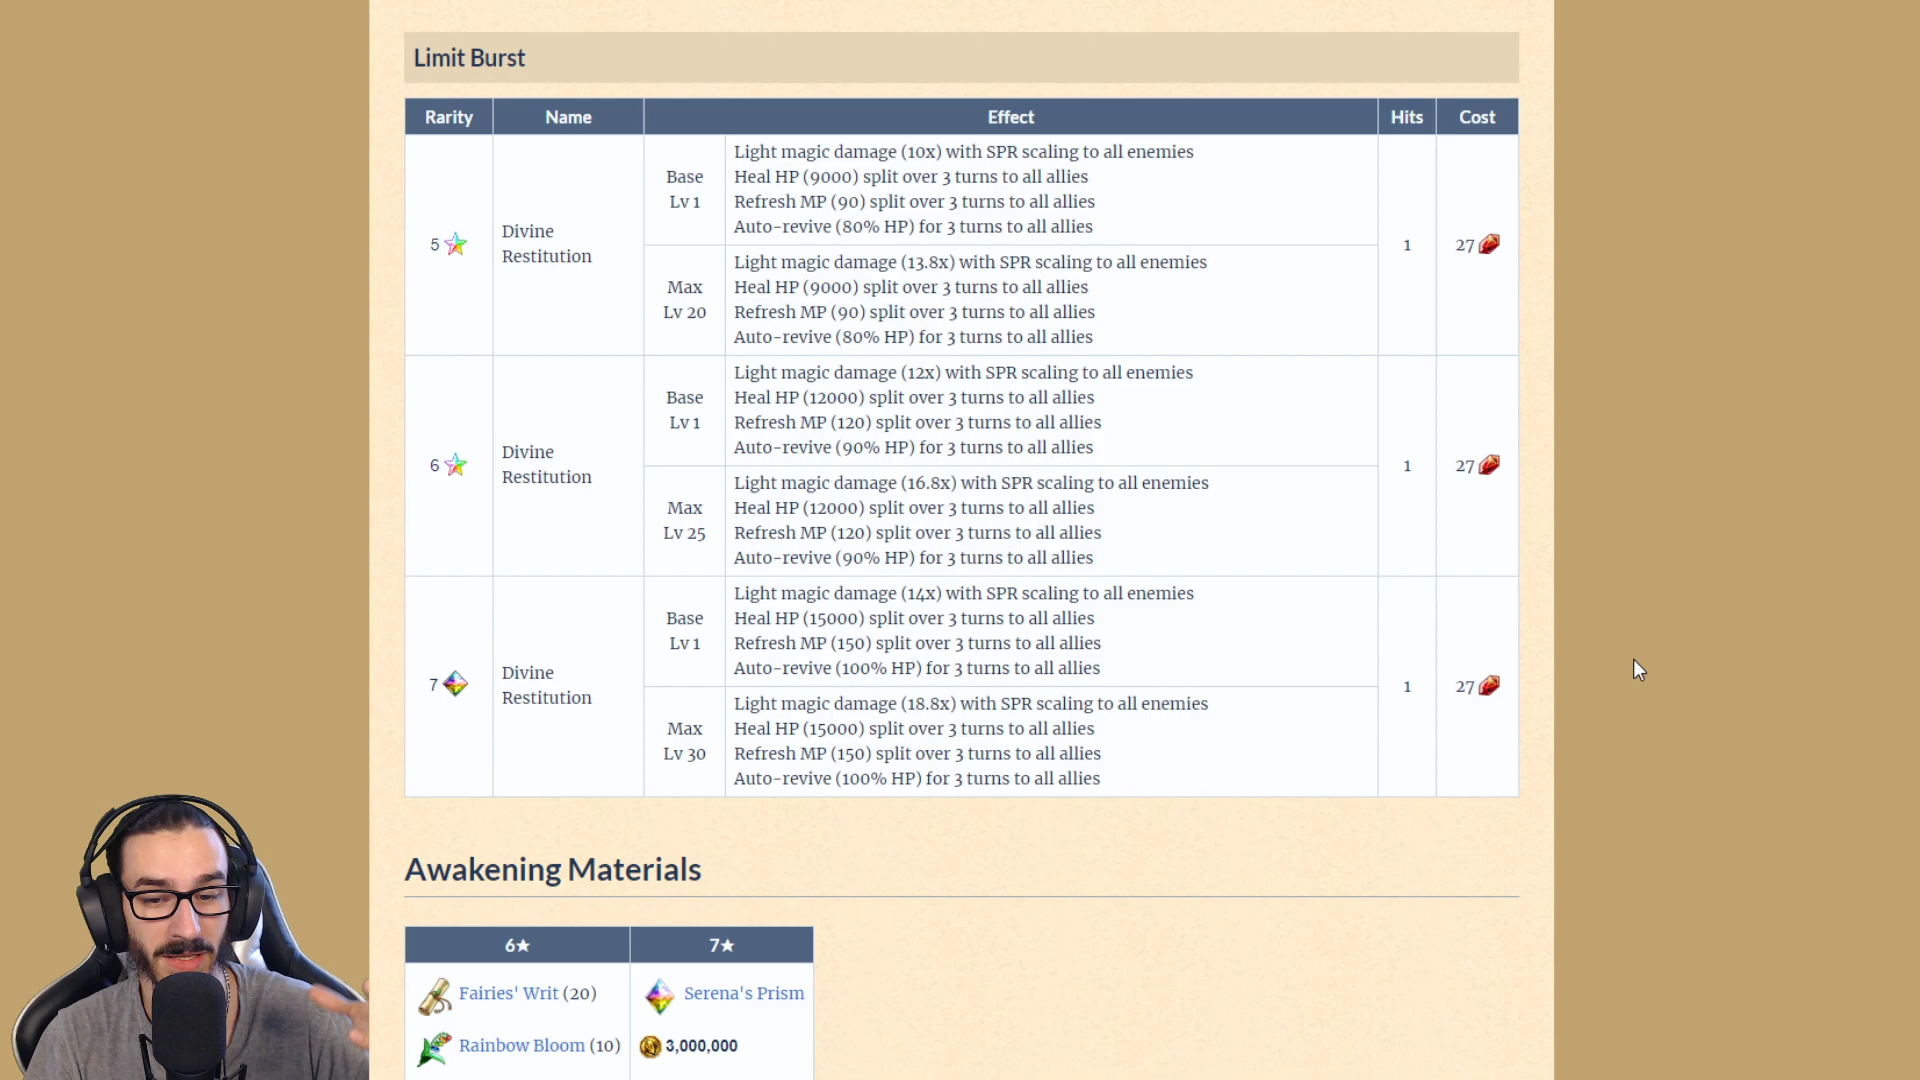 Limit Burst
Rarity Name Effect Hits Cost
5 Divine Restitution
Base Lv 1
Light magic damage (10x) with SPR scaling to all enemies
Heal HP (9000) split over 3 turns to all allies
Refresh MP (90) split over 3 turns to all allies
Auto-revive (80% HP) for 3 turns to all allies
1 27
Max Lv 20
Light magic damage (13.8x) with SPR scaling to all enemies
Heal HP (9000) split over 3 turns to all allies
Refresh MP (90) split over 3 turns to all allies
Auto-revive (80% HP) for 3 turns to all allies
6 Divine Restitution
Base Lv 1
Light magic damage (12x) with SPR scaling to all enemies
Heal HP (12000) split over 3 turns to all allies
Refresh MP (120) split over 3 turns to all allies
Auto-revive (90% HP) for 3 turns to all allies
1 27
Max Lv 25
Light magic damage (16.8x) with SPR scaling to all enemies
Heal HP (12000) split over 3 turns to all allies
Refresh MP (120) split over 3 turns to all allies
Auto-revive (90% HP) for 3 turns to all allies
7 Divine Restitution
Base Lv 1
Light magic damage (14x) with SPR scaling to all enemies
Heal HP (15000) split over 3 turns to all allies
Refresh MP (150) split over 3 turns to all allies
Auto-revive (100% HP) for 3 turns to all allies
1 27
Max Lv 30
Light magic damage (18.8x) with SPR scaling to all enemies
Heal HP (15000) split over 3 turns to all allies
Refresh MP (150) split over 3 turns to all allies
Auto-revive (100% HP) for 3 turns to all allies
Awakening Materials
6★ 7★
Fairies' Writ (20) Serena's Prism
Rainbow Bloom (10) 3,000,000